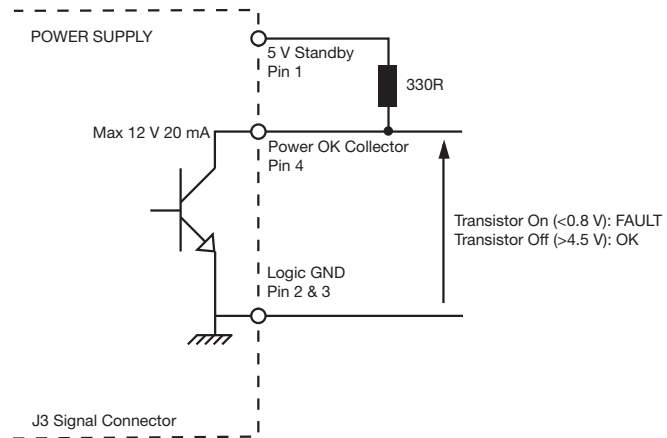 POWER SUPPLY
5 V Standby
Pin 1
330R
Max 12 V 20 mA
Power OK Collector
Pin 4
Transistor On (<0.8 V): FAULT
Transistor Off (>4.5 V): OK
Logic GND
Pin 2 & 3
J3 Signal Connector